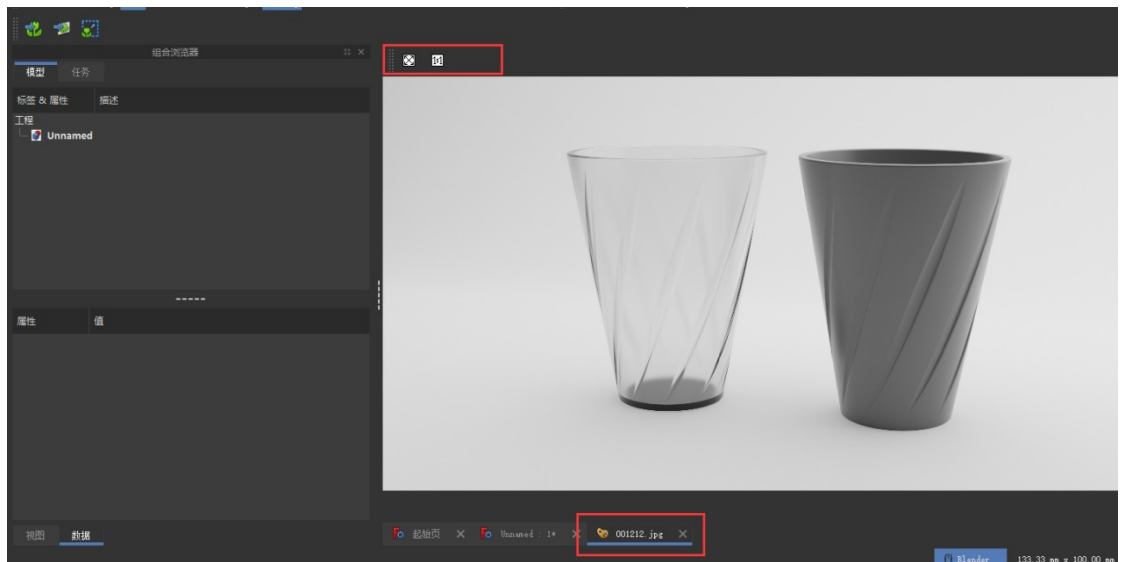 组合浏览器
模型 任务
标签 & 属性 描述
工程
Unnamed
属性 值
视图 数据
起始页 Unnamed : 1* 001212.jpg
Blender 133.33 mm x 100.00 mm